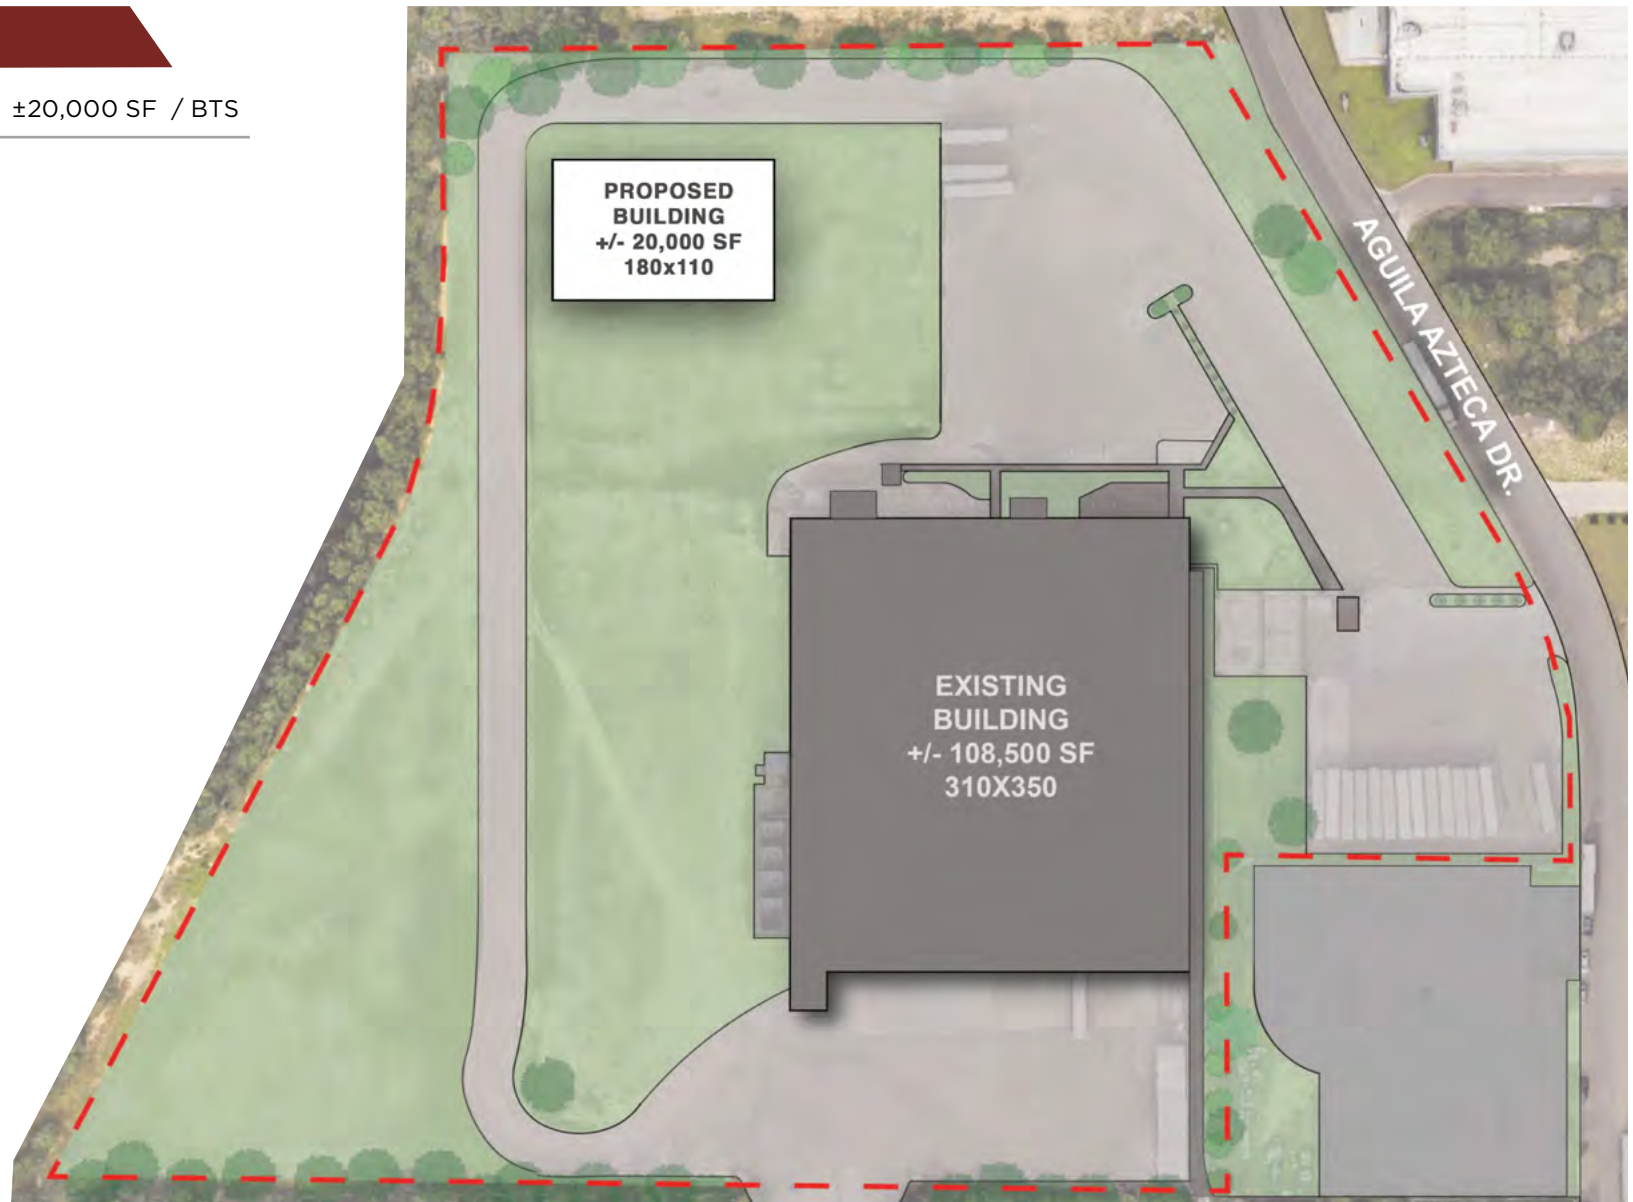 ±20,000 SF / BTS
PROPOSED
BUILDING
+/- 20,000 SF
180x110
AGUILA AZTECA DR.
EXISTING
BUILDING
+/- 108,500 SF
310X350